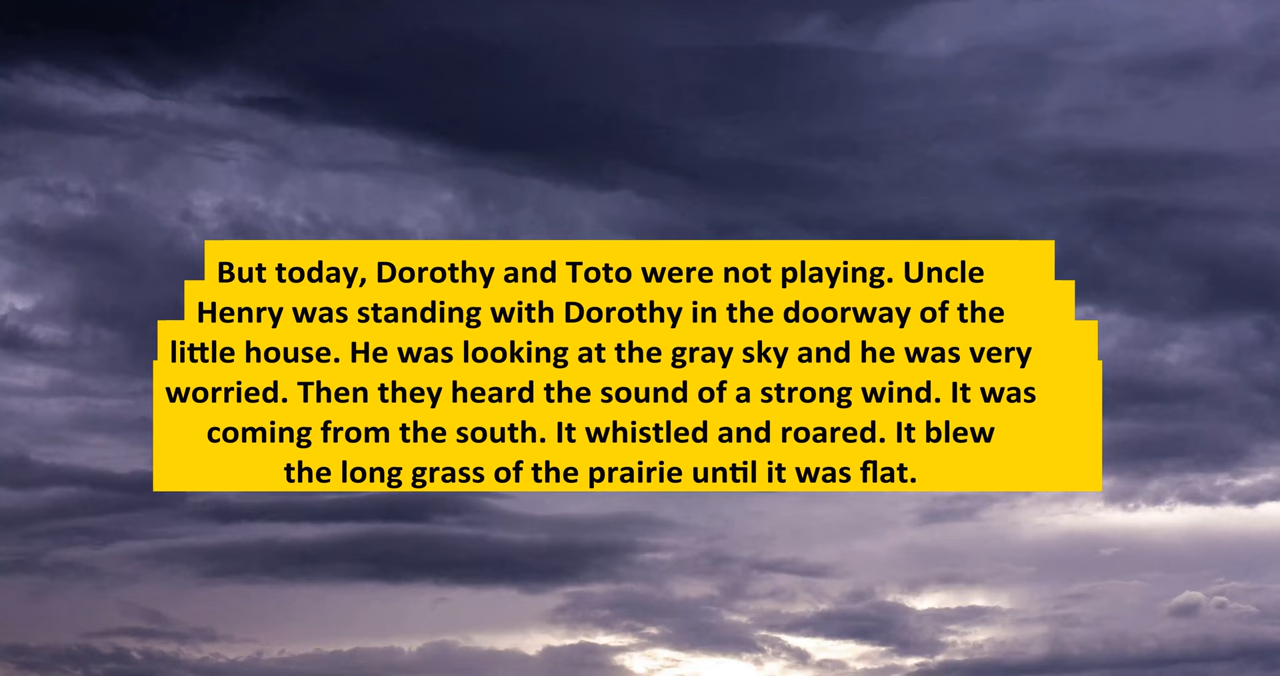 But today, Dorothy and Toto were not playing. Uncle
Henry was standing with Dorothy in the doorway of the
little house. He was looking at the gray sky and he was very
worried. Then they heard the sound of a strong wind. It was
coming from the south. It whistled and roared. It blew
the long grass of the prairie until it was flat.